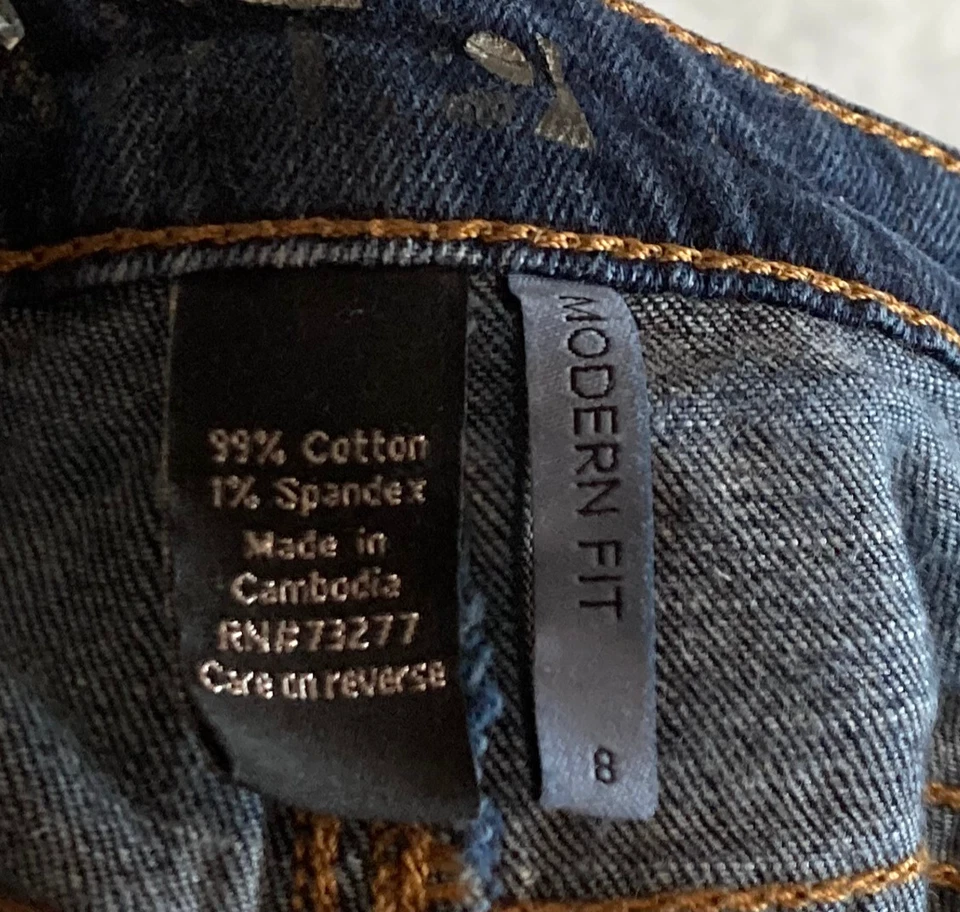 99% Cotton
1% Spandex
Made in
Cambodia
RN#73277
Care on reverse
MODERN FIT
8